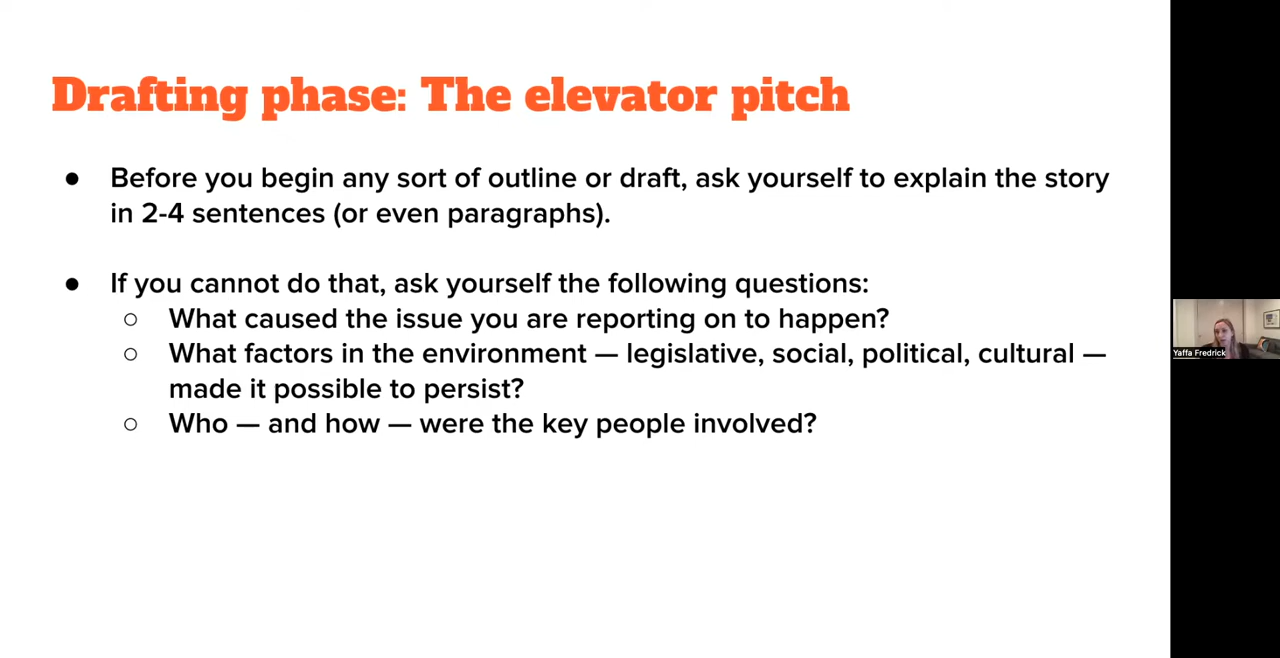 Drafting phase: The elevator pitch
● Before you begin any sort of outline or draft, ask yourself to explain the story
in 2-4 sentences (or even paragraphs).
● If you cannot do that, ask yourself the following questions:
○ What caused the issue you are reporting on to happen?
○ What factors in the environment — legislative, social, political, cultural —
made it possible to persist?
○ Who — and how — were the key people involved?
Yaffa Fredrick